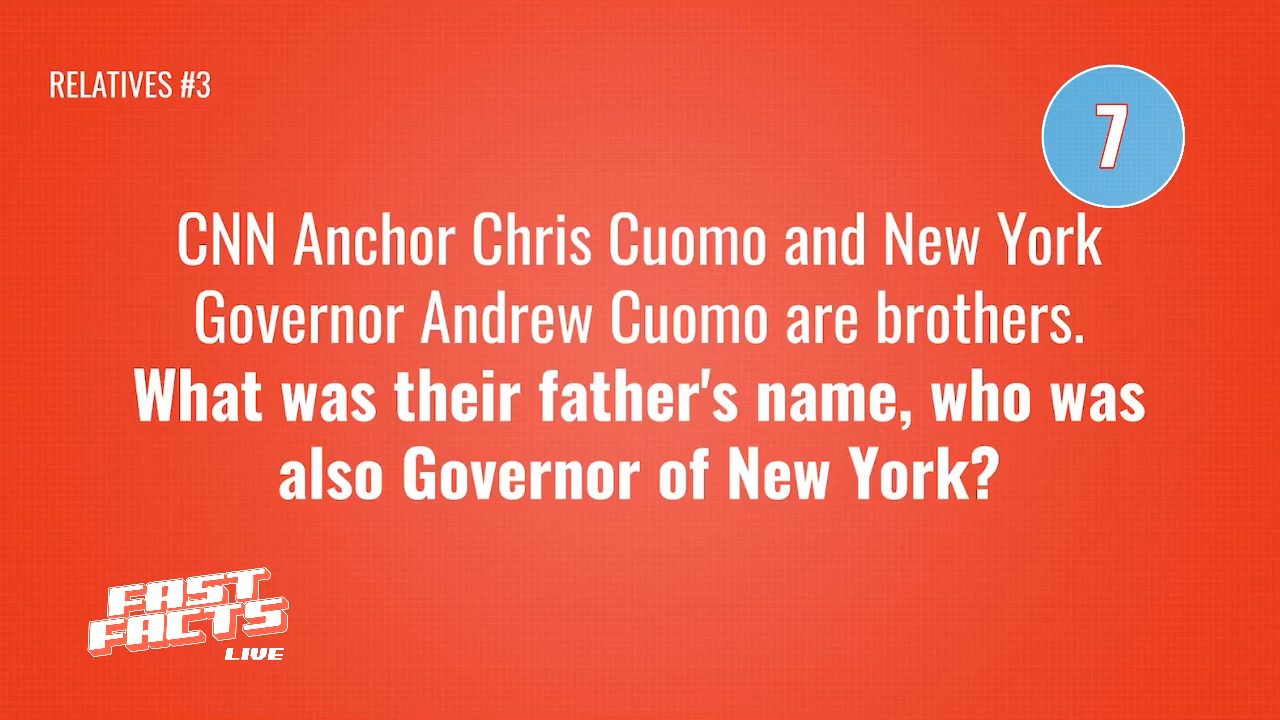 RELATIVES #3
7
CNN Anchor Chris Cuomo and New York
Governor Andrew Cuomo are brothers.
What was their father's name, who was
also Governor of New York?
FAST
FACTS
LIVE